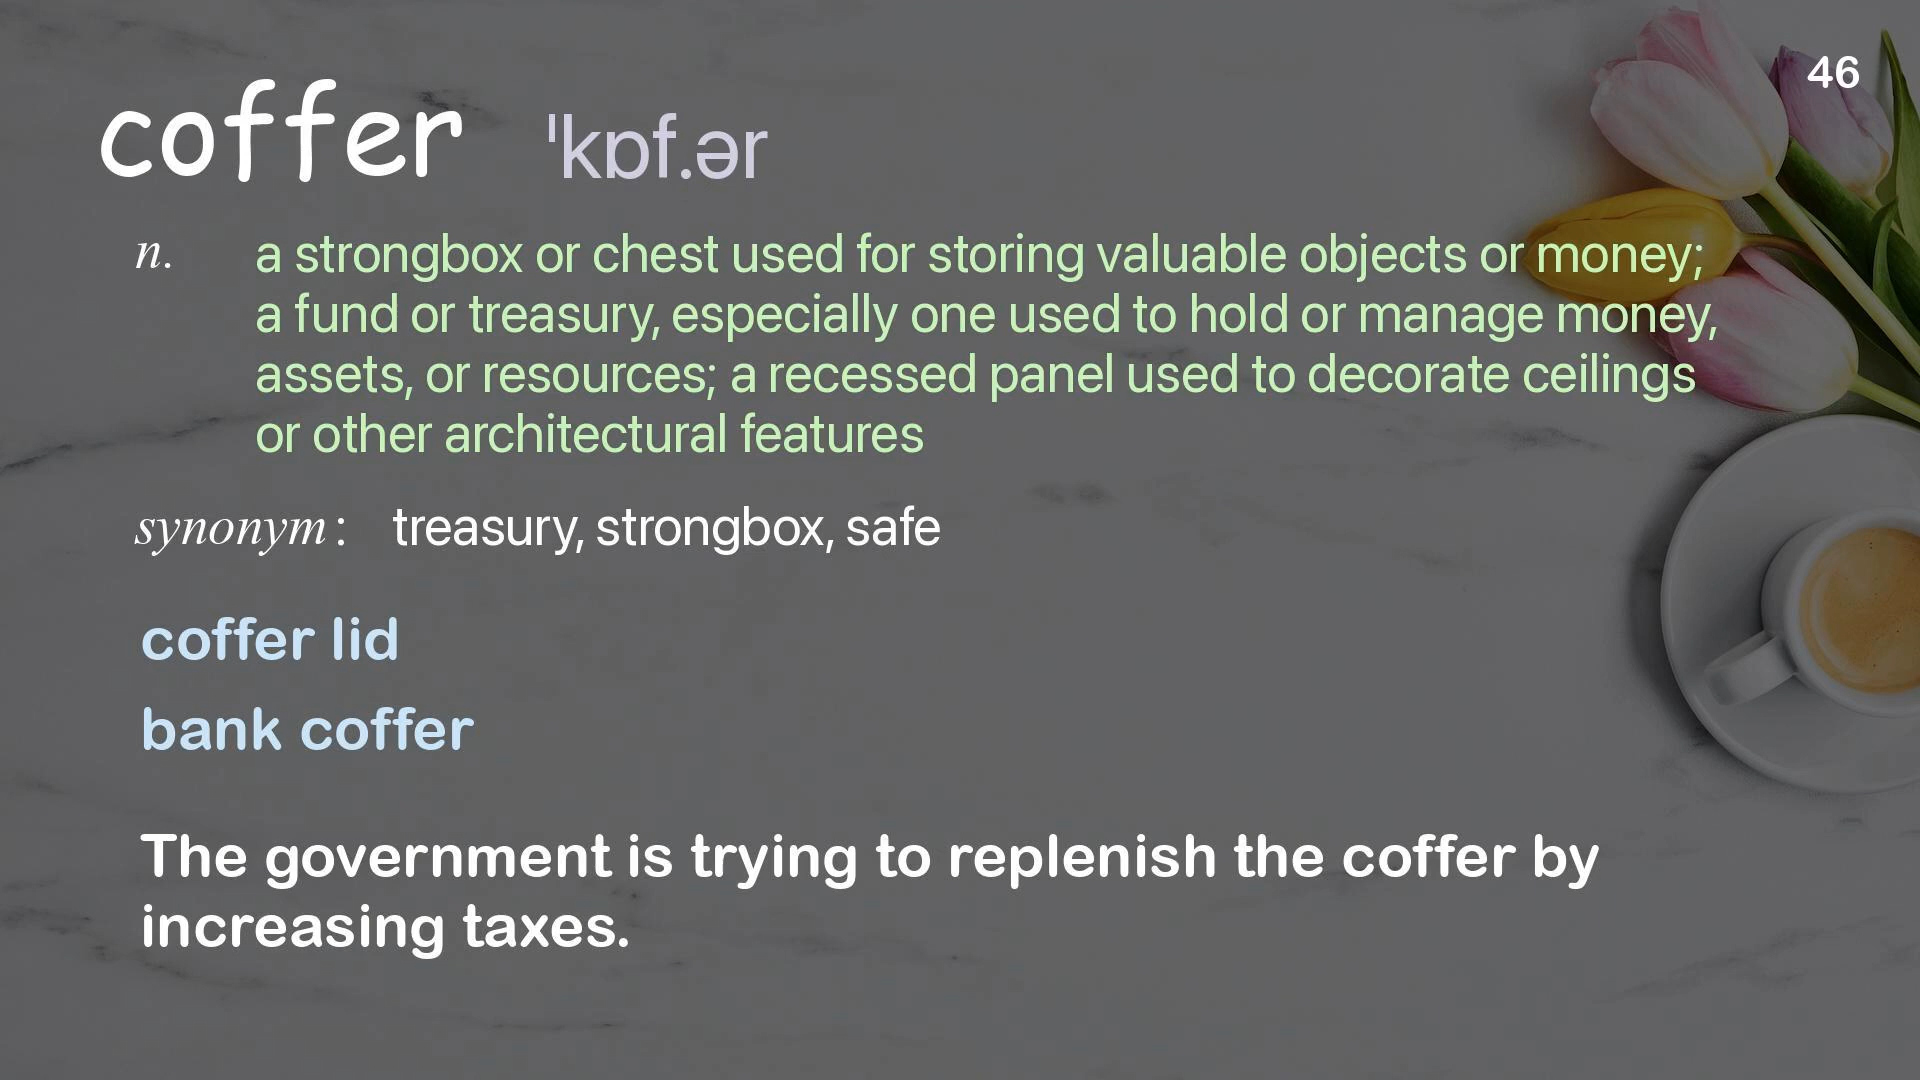 46
coffer ˈkɒf.ər
n. a strongbox or chest used for storing valuable objects or money;
a fund or treasury, especially one used to hold or manage money,
assets, or resources; a recessed panel used to decorate ceilings
or other architectural features
synonym: treasury, strongbox, safe
coffer lid
bank coffer
The government is trying to replenish the coffer by
increasing taxes.